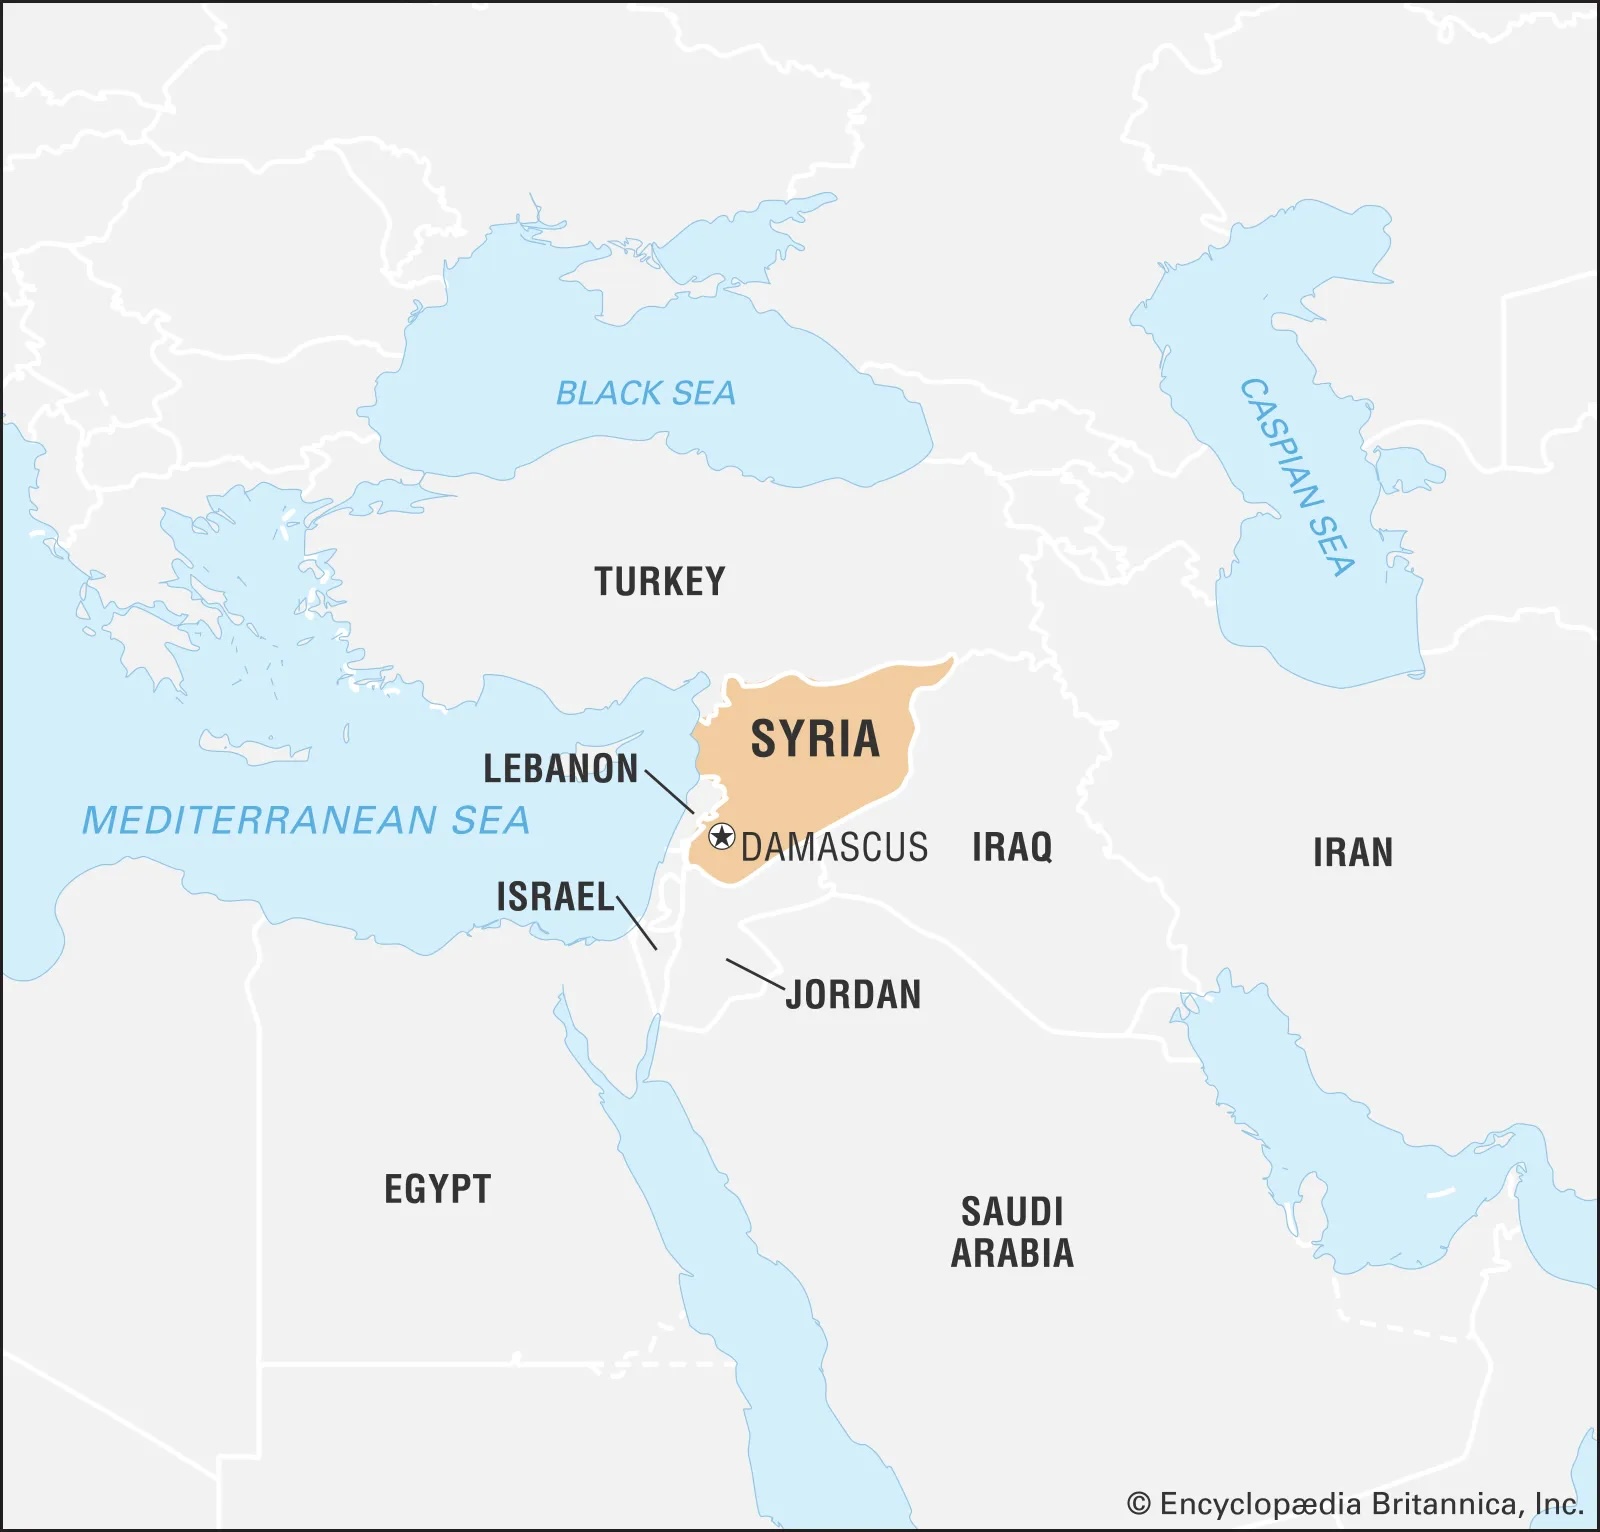 BLACK SEA
CASPIAN SEA
TURKEY
SYRIA
LEBANON
MEDITERRANEAN SEA
DAMASCUS
IRAQ
IRAN
ISRAEL
JORDAN
EGYPT
SAUDI
ARABIA
© Encyclopædia Britannica, Inc.